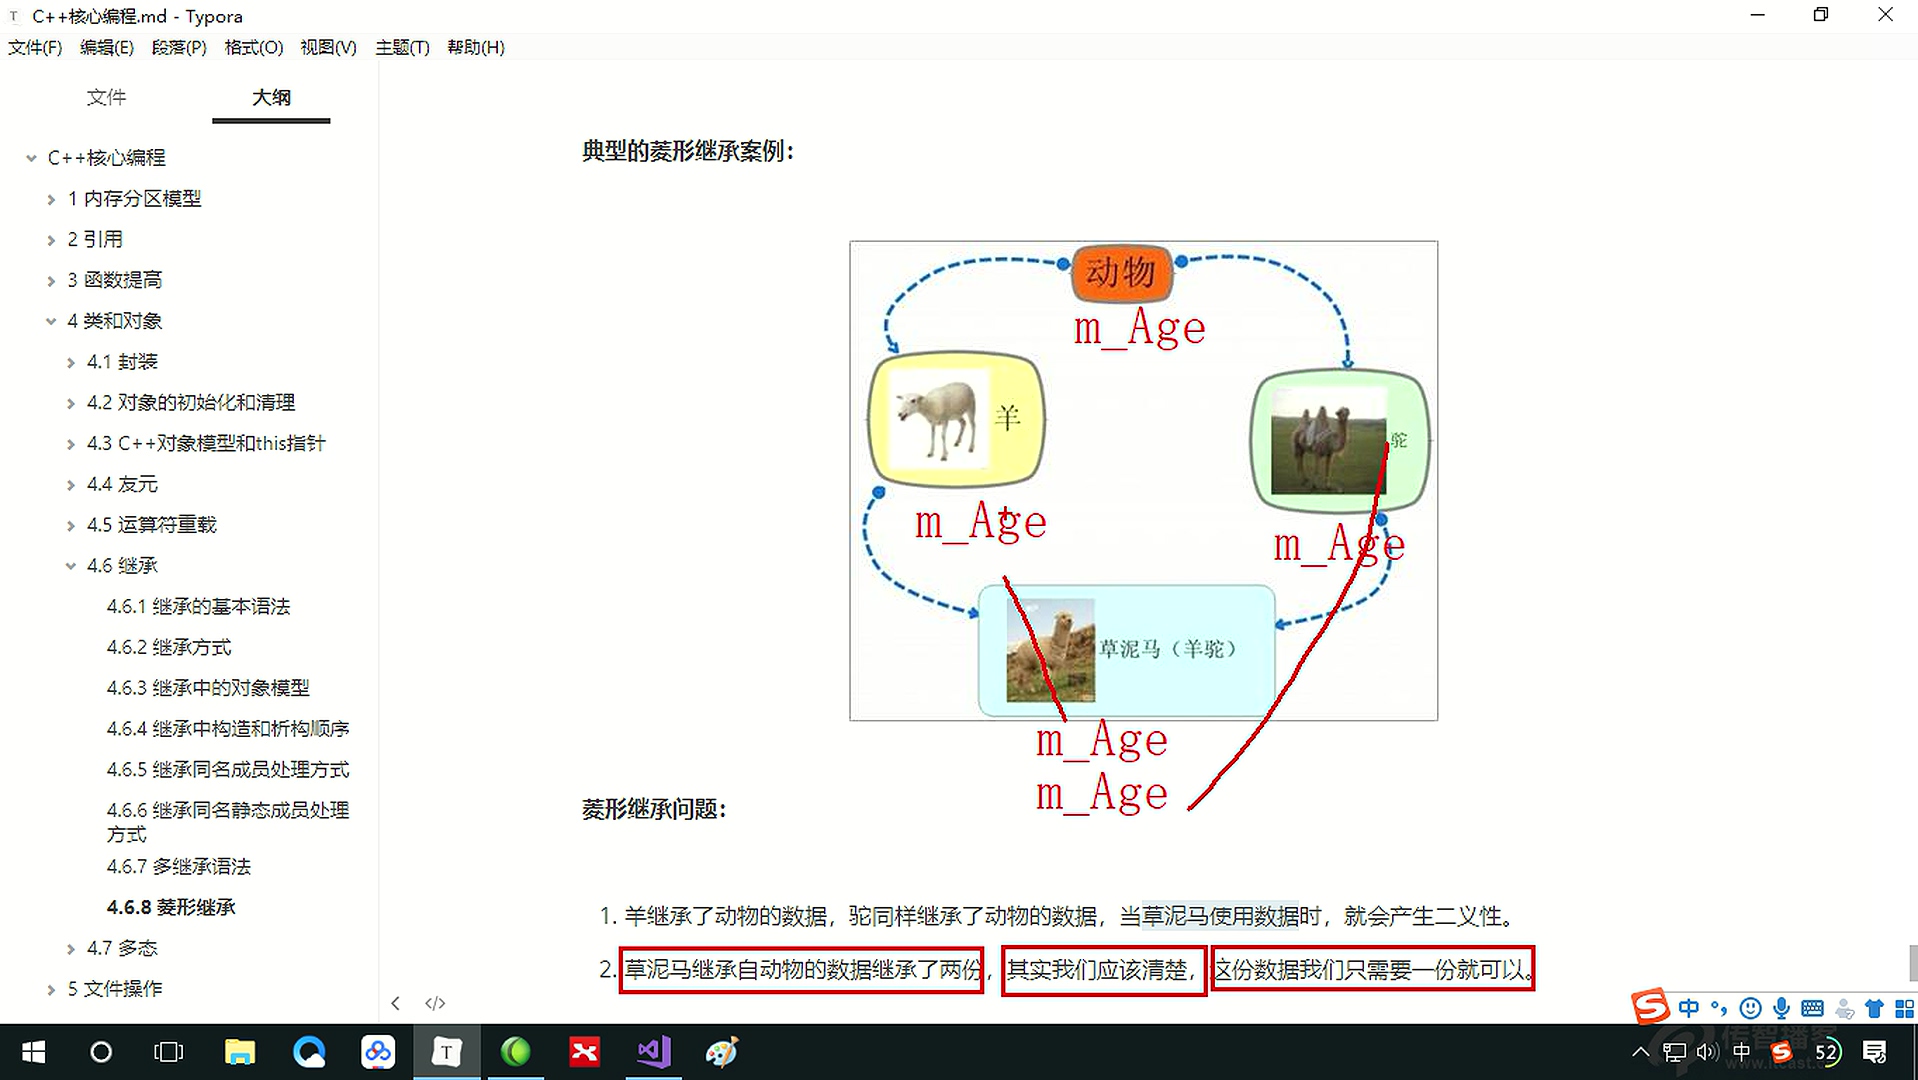 C++核心编程.md - Typora
文件(F) 编辑(E) 段落(P) 格式(O) 视图(V) 主题(T) 帮助(H)
文件 大纲
C++核心编程
1 内存分区模型
2 引用
3 函数提高
4 类和对象
4.1 封装
4.2 对象的初始化和清理
4.3 C++对象模型和this指针
4.4 友元
4.5 运算符重载
4.6 继承
4.6.1 继承的基本语法
4.6.2 继承方式
4.6.3 继承中的对象模型
4.6.4 继承中构造和析构顺序
4.6.5 继承同名成员处理方式
4.6.6 继承同名静态成员处理
方式
4.6.7 多继承语法
4.6.8 菱形继承
4.7 多态
5 文件操作
典型的菱形继承案例：
动物
m_Age
羊
驼
m_Age
m_Age
草泥马（羊驼）
m_Age
m_Age
菱形继承问题：
1. 羊继承了动物的数据，驼同样继承了动物的数据，当草泥马使用数据时，就会产生二义性。
2. 草泥马继承自动物的数据继承了两份，其实我们应该清楚，这份数据我们只需要一份就可以。
中
中
52
传智播客
www.itcast.c